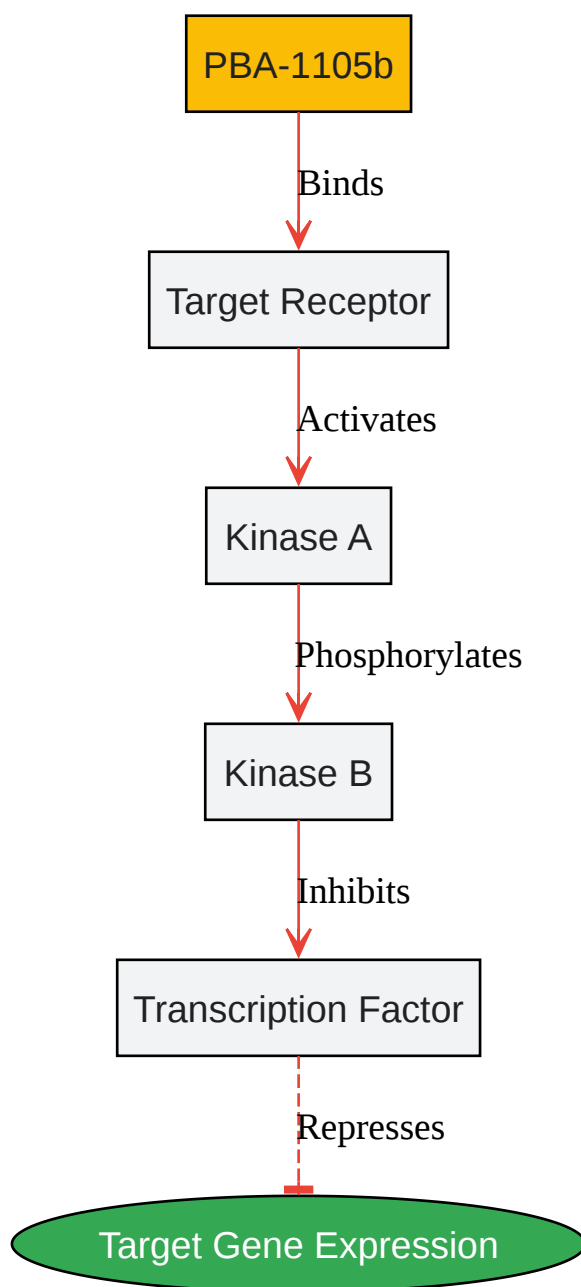 PBA-1105b
Binds
Target Receptor
Activates
Kinase A
Phosphorylates
Kinase B
Inhibits
Transcription Factor
Represses
Target Gene Expression